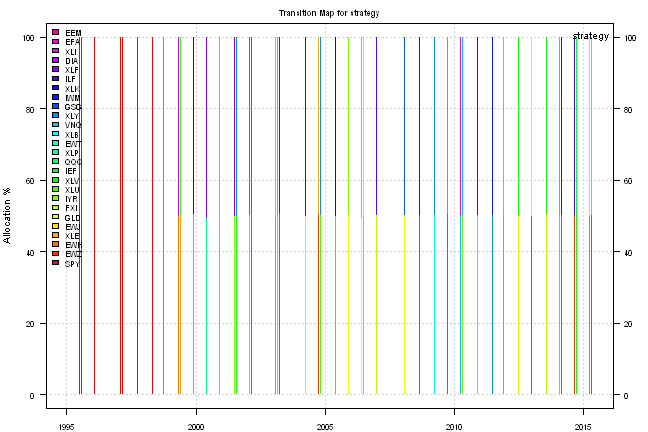 Transition Map for strategy
strategy
Allocation %
100
80
60
40
20
0
100
80
60
40
20
0
EEM
EFA
XLI
DIA
XLF
ILF
XLK
IWM
GSG
XLY
VNQ
XLB
EWT
XLP
QQQ
IEF
XLV
XLU
IYR
FXI
GLD
EWJ
XLE
EWH
EWZ
SPY
1995
2000
2005
2010
2015